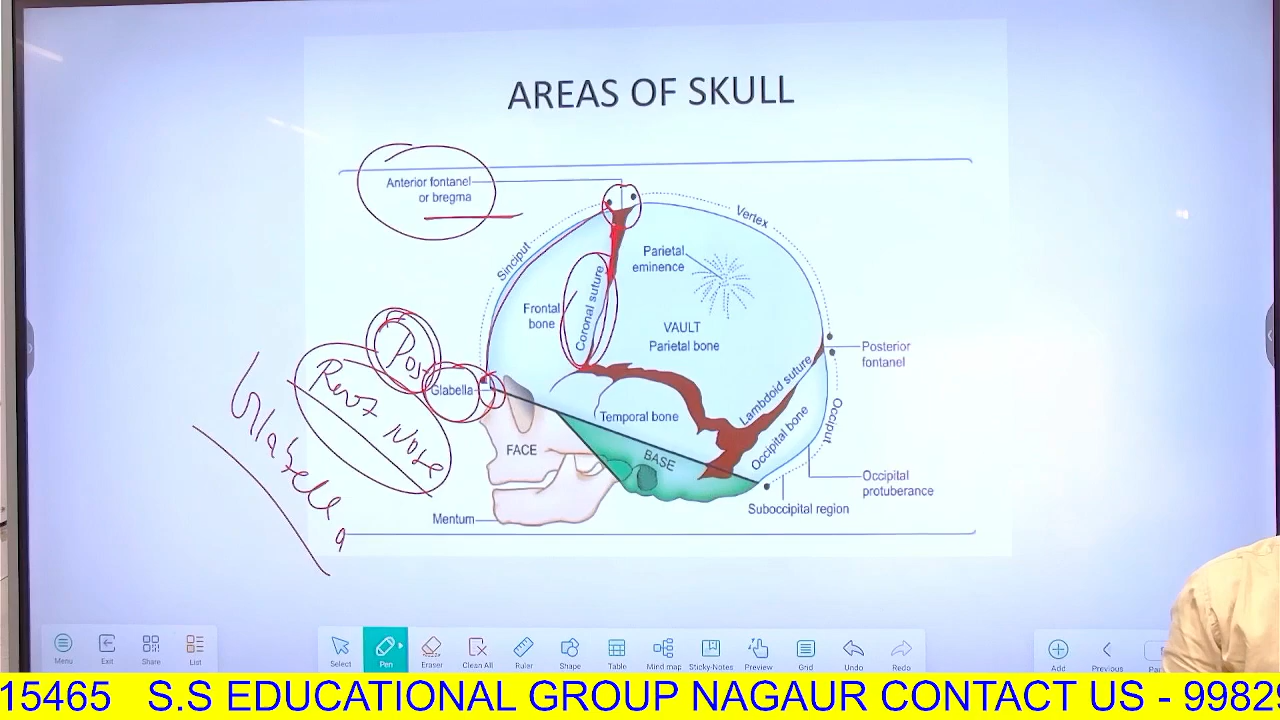 AREAS OF SKULL
Anterior fontanel
or bregma
Vertex
Sinciput
Parietal
eminence
Coronal suture
Frontal
bone
VAULT
Parietal bone
Posterior
fontanel
Pos
Root Nose
Glabella
Glabella
Lambdoid suture
Temporal bone
Occipital bone
Occiput
FACE
BASE
Occipital
protuberance
Suboccipital region
Mentum
Menu Exit Share List Select Pen Eraser Clean All Ruler Shape Table Mind map Sticky-Notes Preview Grid Undo Redo Add Previous
15465 S.S EDUCATIONAL GROUP NAGAUR CONTACT US - 9982